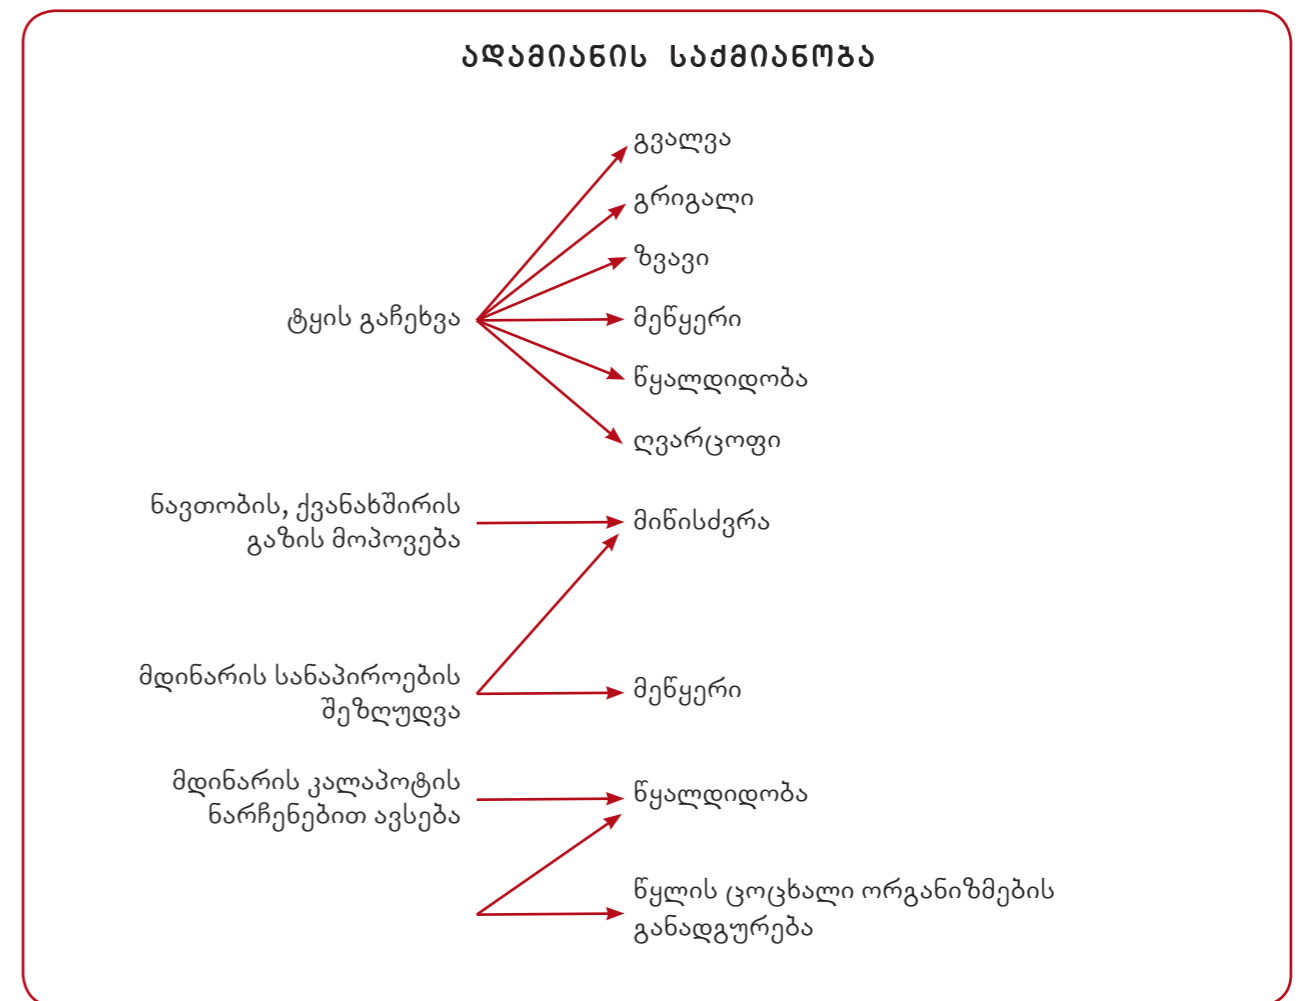 ადამიანის საქმიანობა
გვალვა
გრიგალი
ზვავი
ტყის გაჩეხვა
მეწყერი
წყალდიდობა
ღვარცოფი
ნავთობის, ქვანახშირის
გაზის მოპოვება
მიწისძვრა
მდინარის სანაპიროების
შეზღუდვა
მეწყერი
მდინარის კალაპოტის
ნარჩენებით ავსება
წყალდიდობა
წყლის ცოცხალი ორგანიზმების
განადგურება